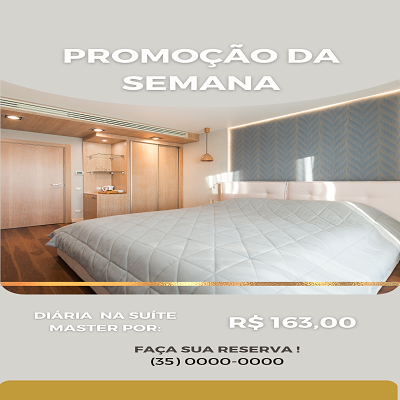 PROMOÇÃO DA
SEMANA
DIÁRIA NA SUÍTE
MASTER POR:
R$ 163,00
FAÇA SUA RESERVA !
(35) 0000-0000